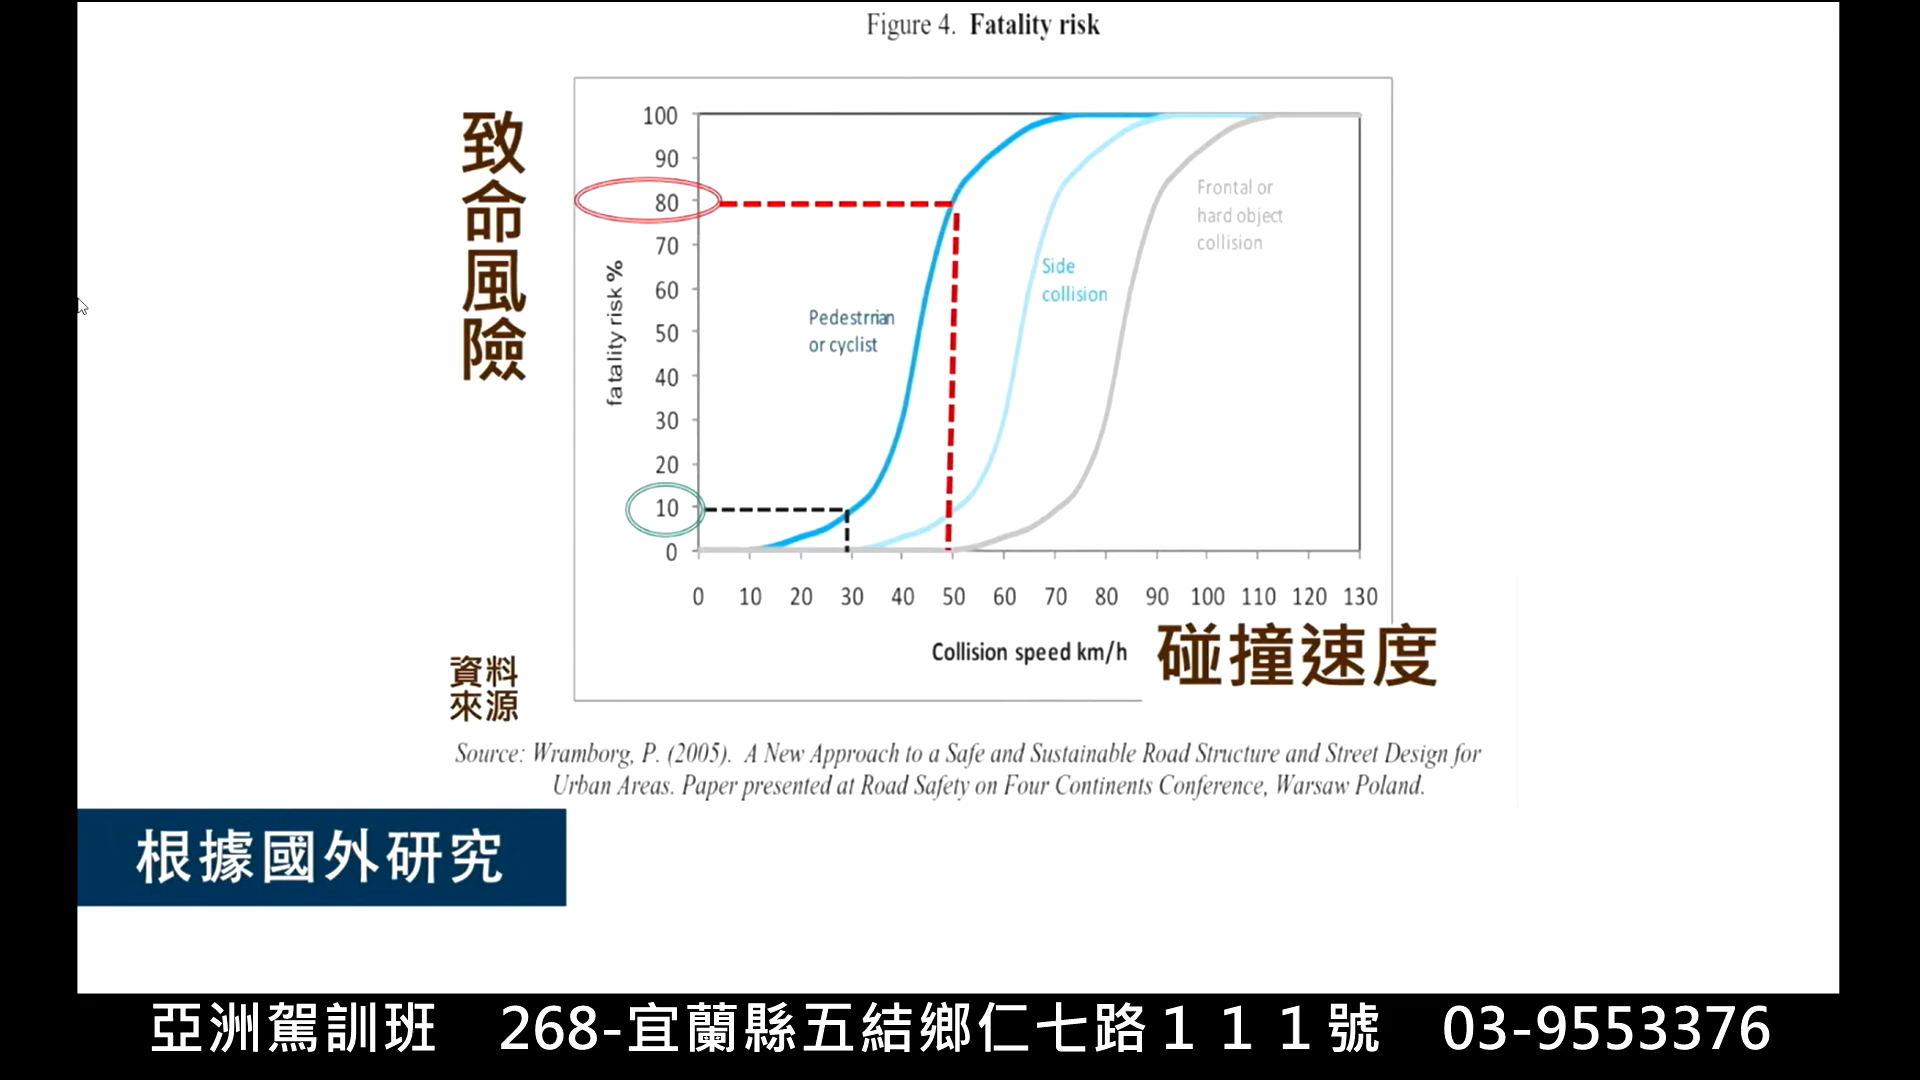 Figure 4. Fatality risk
致命風險
fatality risk %
100
90
80
70
60
50
40
30
20
10
0
Pedestrrian
or cyclist
Side
collision
Frontal or
hard object
collision
0 10 20 30 40 50 60 70 80 90 100 110 120 130
Collision speed km/h
碰撞速度
資料
來源
Source: Wramborg, P. (2005). A New Approach to a Safe and Sustainable Road Structure and Street Design for
Urban Areas. Paper presented at Road Safety on Four Continents Conference, Warsaw Poland.
根據國外研究
亞洲駕訓班 268-宜蘭縣五結鄉仁七路１１１號 03-9553376